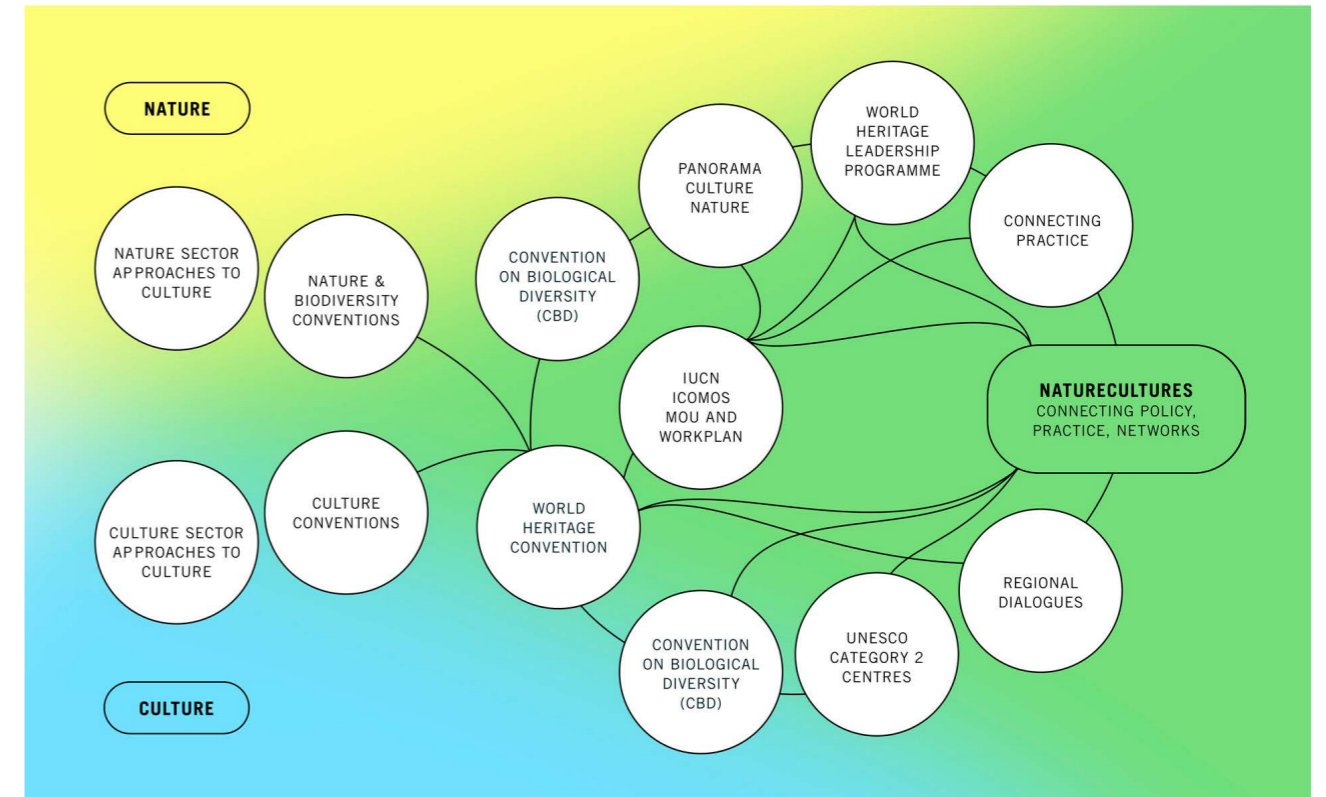 NATURE
NATURE SECTOR
APPROACHES TO
CULTURE
NATURE &
BIODIVERSITY
CONVENTIONS
CONVENTION
ON BIOLOGICAL
DIVERSITY
(CBD)
PANORAMA
CULTURE
NATURE
WORLD
HERITAGE
LEADERSHIP
PROGRAMME
CONNECTING
PRACTICE
IUCN
ICOMOS
MOU AND
WORKPLAN
NATURECULTURES
CONNECTING POLICY,
PRACTICE, NETWORKS
CULTURE SECTOR
APPROACHES TO
CULTURE
CULTURE
CONVENTIONS
WORLD
HERITAGE
CONVENTION
CONVENTION
ON BIOLOGICAL
DIVERSITY
(CBD)
UNESCO
CATEGORY 2
CENTRES
REGIONAL
DIALOGUES
CULTURE